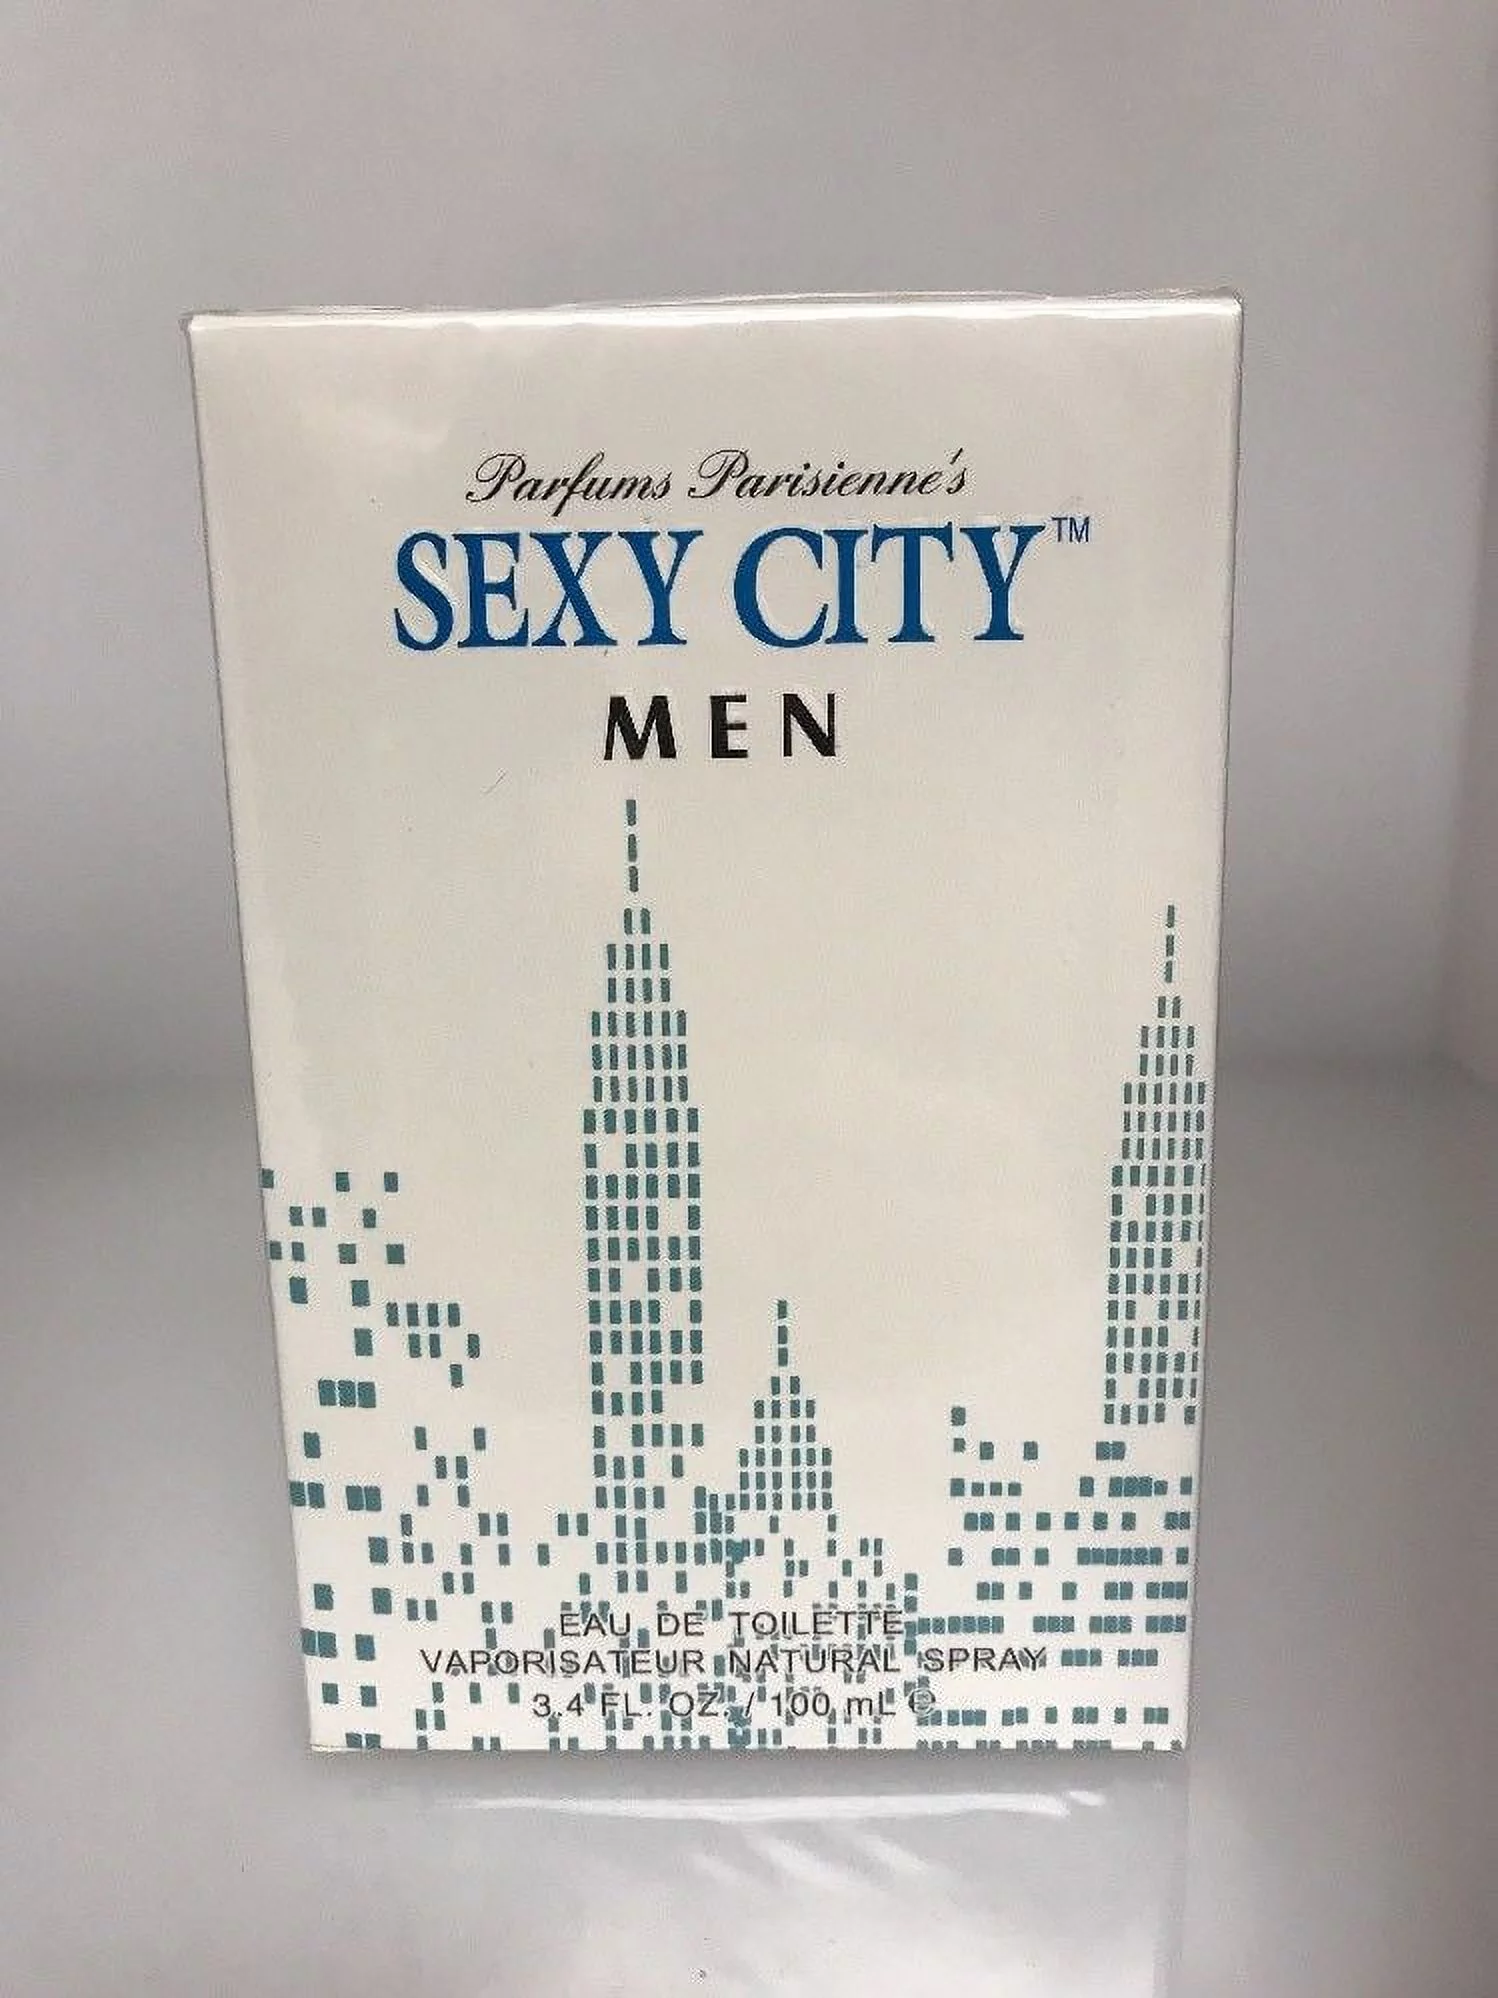 Parfums Parisienne's
SEXY CITY™
MEN
EAU DE TOILETTE
VAPORISATEUR NATURAL SPRAY
3.4 FL. OZ. / 100 mL ℮